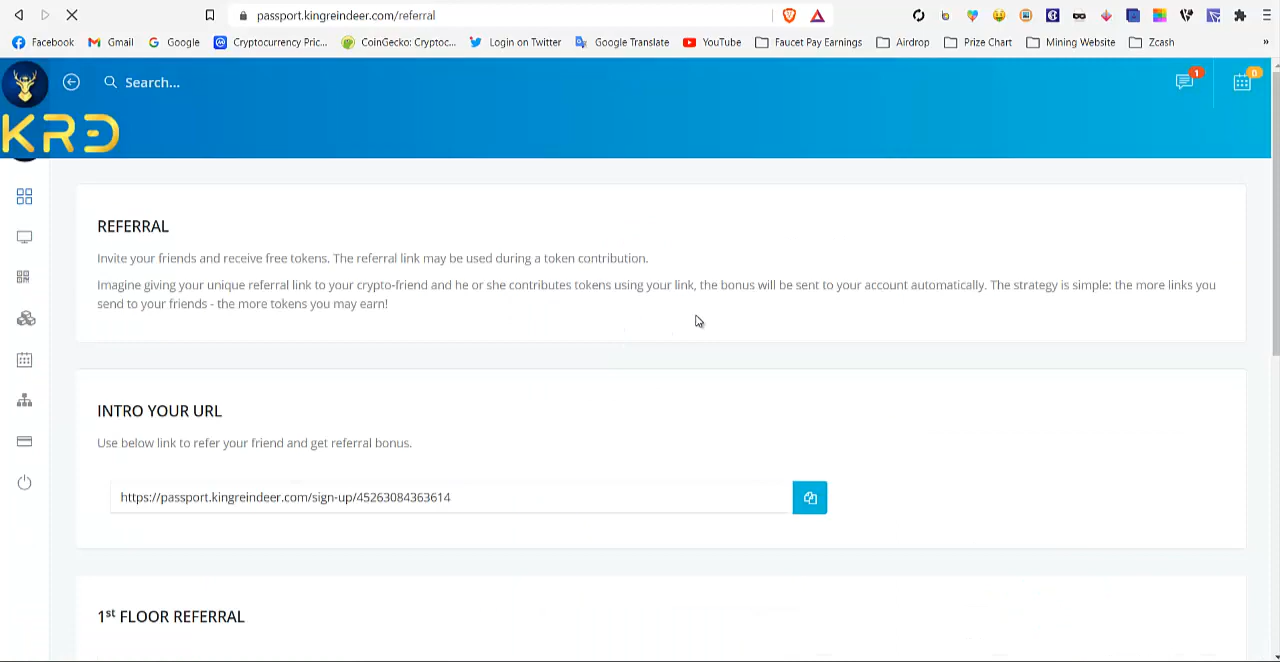 passport.kingreindeer.com/referral
Facebook Gmail Google Cryptocurrency Pric... CoinGecko: Cryptoc... Login on Twitter Google Translate YouTube Faucet Pay Earnings Airdrop Prize Chart Mining Website Zcash »
Search...
1
0
KRD
REFERRAL
Invite your friends and receive free tokens. The referral link may be used during a token contribution.
Imagine giving your unique referral link to your crypto-friend and he or she contributes tokens using your link, the bonus will be sent to your account automatically. The strategy is simple: the more links you
send to your friends - the more tokens you may earn!
INTRO YOUR URL
Use below link to refer your friend and get referral bonus.
https://passport.kingreindeer.com/sign-up/45263084363614
1st FLOOR REFERRAL